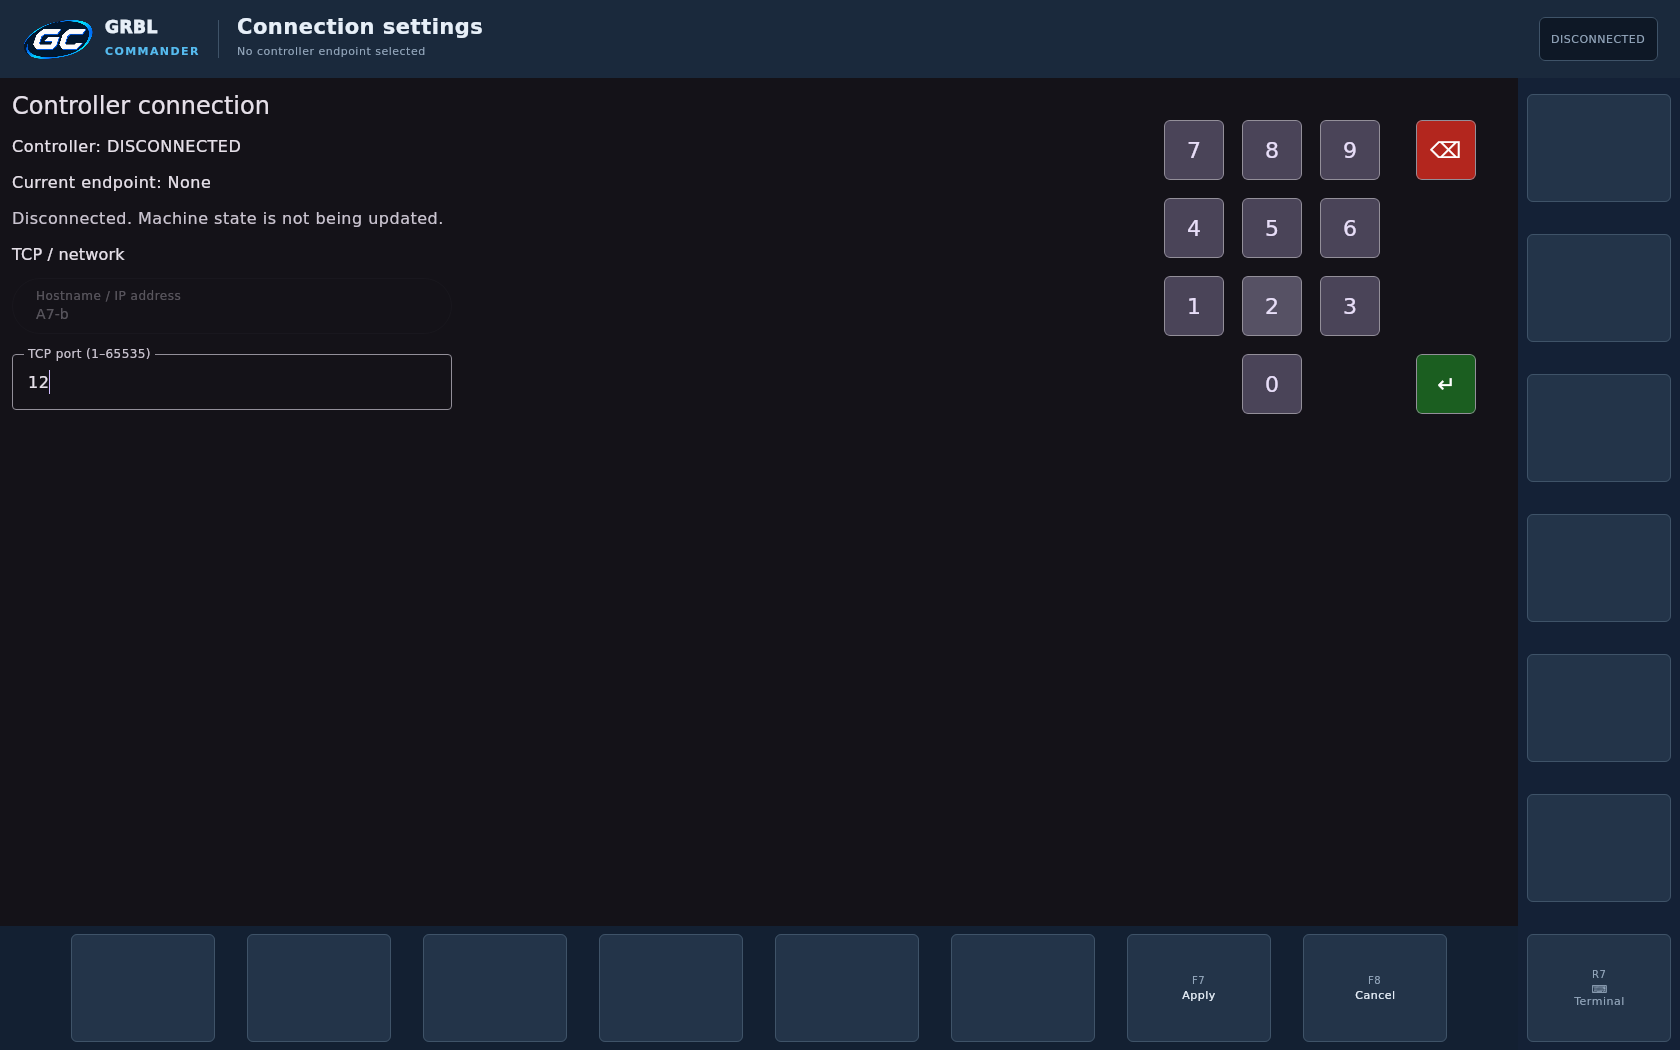 GC
GRBL
COMMANDER
Connection settings
No controller endpoint selected
DISCONNECTED
Controller connection
Controller: DISCONNECTED
Current endpoint: None
Disconnected. Machine state is not being updated.
TCP / network
Hostname / IP address
A7-b
TCP port (1–65535)
12
7 8 9 ⌫
4 5 6
1 2 3
0 ↵
F7
Apply
F8
Cancel
R7
⌨
Terminal